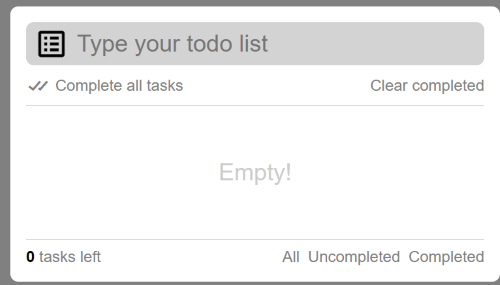 Type your todo list
Complete all tasks Clear completed
Empty!
0 tasks left All Uncompleted Completed